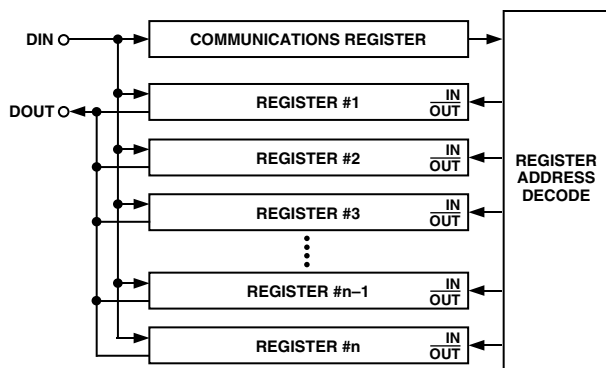 DIN
COMMUNICATIONS REGISTER
DOUT
REGISTER #1
IN
OUT
REGISTER #2
IN
OUT
REGISTER #3
IN
OUT
REGISTER #n–1
IN
OUT
REGISTER #n
IN
OUT
REGISTER
ADDRESS
DECODE